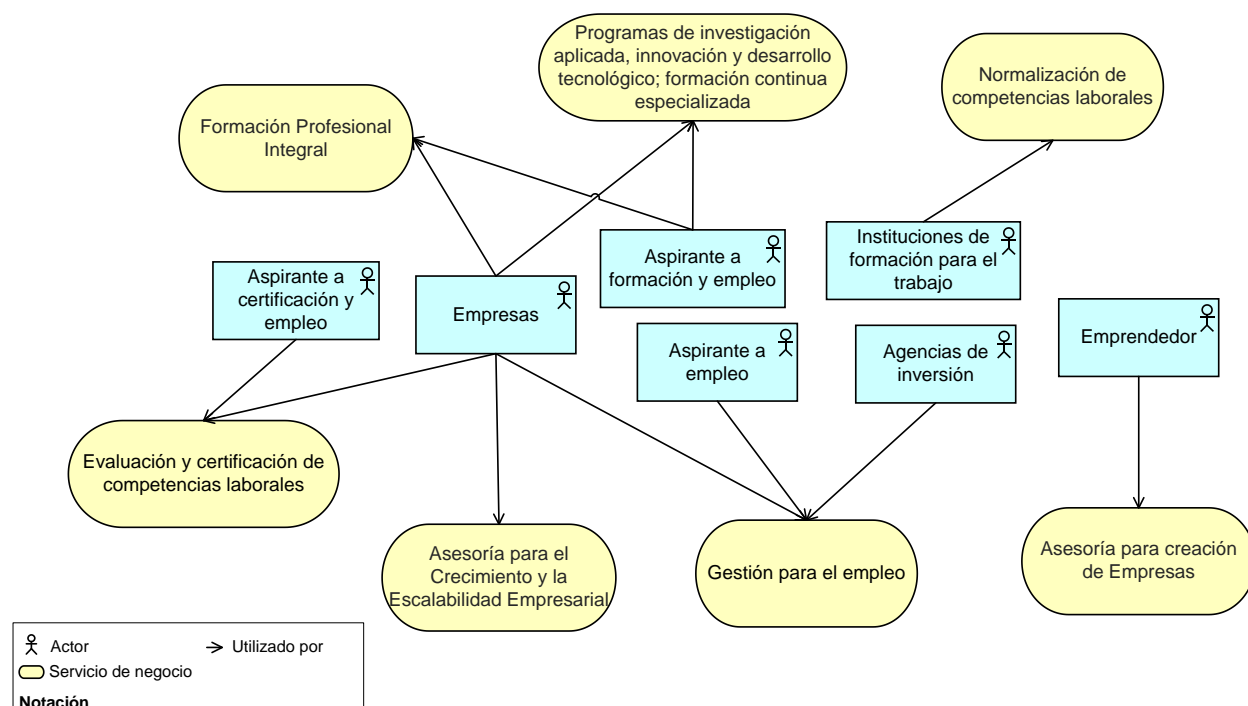 Programas de investigación
aplicada, innovación y desarrollo
tecnológico; formación continua
especializada
Normalización de
competencias laborales
Formación Profesional
Integral
Aspirante a
formación y empleo
Instituciones de
formación para el
trabajo
Aspirante a
certificación y
empleo
Empresas
Aspirante a
empleo
Agencias de
inversión
Emprendedor
Evaluación y certificación de
competencias laborales
Asesoría para el
Crecimiento y la
Escalabilidad Empresarial
Gestión para el empleo
Asesoría para creación
de Empresas
Actor
Utilizado por
Servicio de negocio
Notación